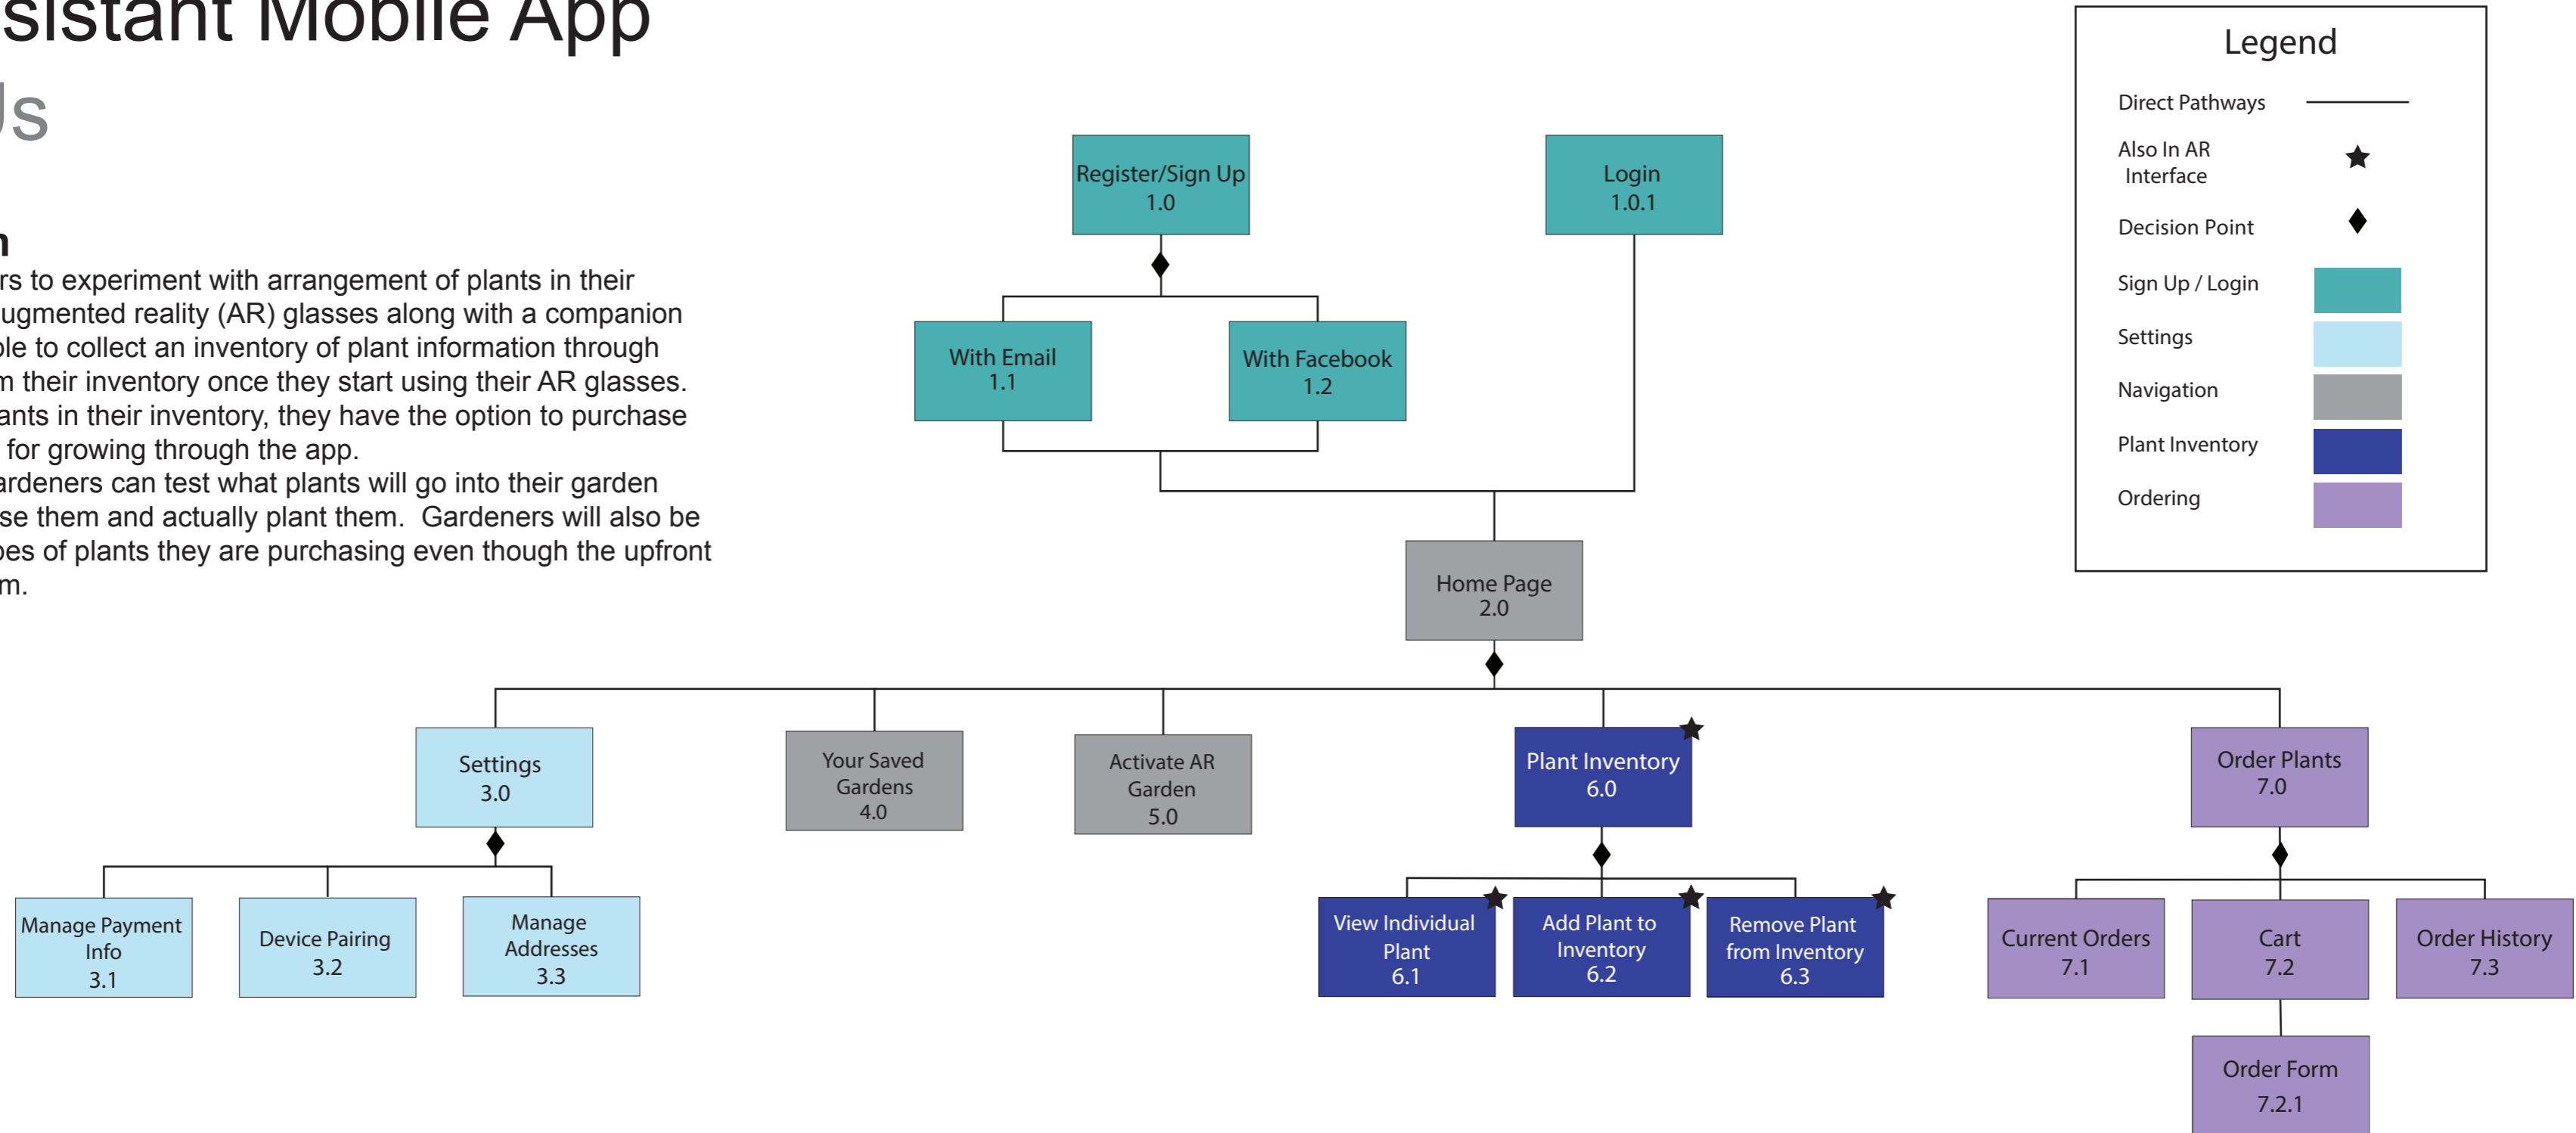 sistant Mobile App
Us
n
rs to experiment with arrangement of plants in their
ugmented reality (AR) glasses along with a companion
ble to collect an inventory of plant information through
m their inventory once they start using their AR glasses.
lants in their inventory, they have the option to purchase
for growing through the app.
ardeners can test what plants will go into their garden
se them and actually plant them.  Gardeners will also be
pes of plants they are purchasing even though the upfront
m.
Legend
Direct Pathways
Also In AR
Interface
Decision Point
Sign Up / Login
Settings
Navigation
Plant Inventory
Ordering
Register/Sign Up
1.0
Login
1.0.1
With Email
1.1
With Facebook
1.2
Home Page
2.0
Settings
3.0
Your Saved
Gardens
4.0
Activate AR
Garden
5.0
Plant Inventory
6.0
Order Plants
7.0
Manage Payment
Info
3.1
Device Pairing
3.2
Manage
Addresses
3.3
View Individual
Plant
6.1
Add Plant to
Inventory
6.2
Remove Plant
from Inventory
6.3
Current Orders
7.1
Cart
7.2
Order History
7.3
Order Form
7.2.1